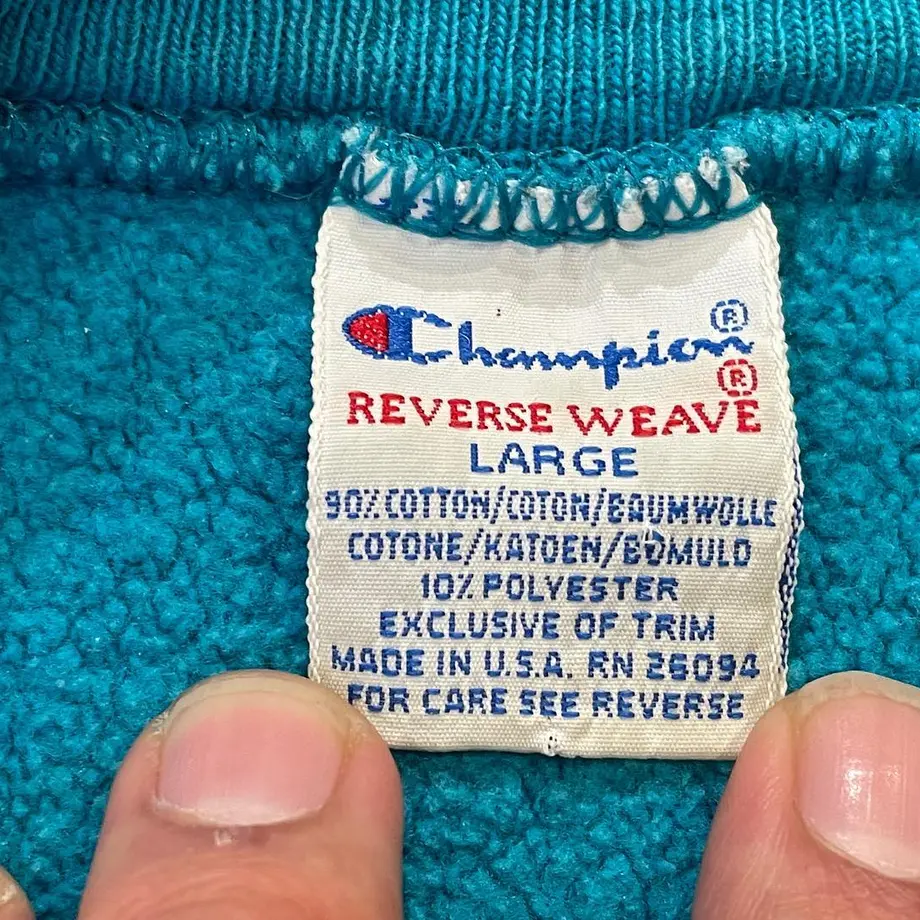 Champion®
REVERSE WEAVE®
LARGE
90% COTTON/COTON/BAUMWOLLE
COTONE/KATOEN/BOMULD
10% POLYESTER
EXCLUSIVE OF TRIM
MADE IN U.S.A. RN 26094
FOR CARE SEE REVERSE